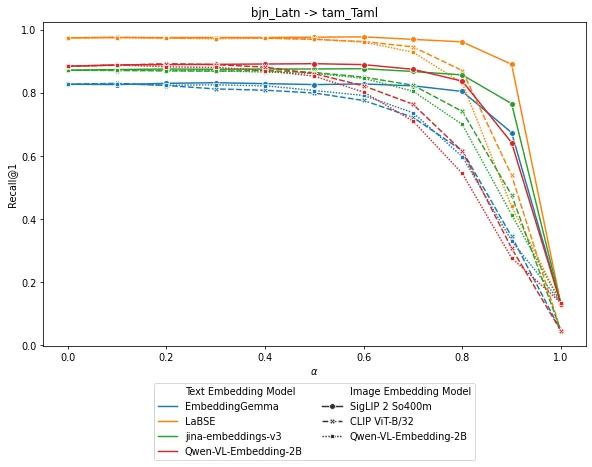 bjn_Latn -> tam_Taml
1.0
0.8
0.6
0.4
0.2
0.0
Recall@1
0.0 0.2 0.4 0.6 0.8 1.0
α
Text Embedding Model Image Embedding Model
EmbeddingGemma SigLIP 2 So400m
LaBSE CLIP ViT-B/32
jina-embeddings-v3 Qwen-VL-Embedding-2B
Qwen-VL-Embedding-2B